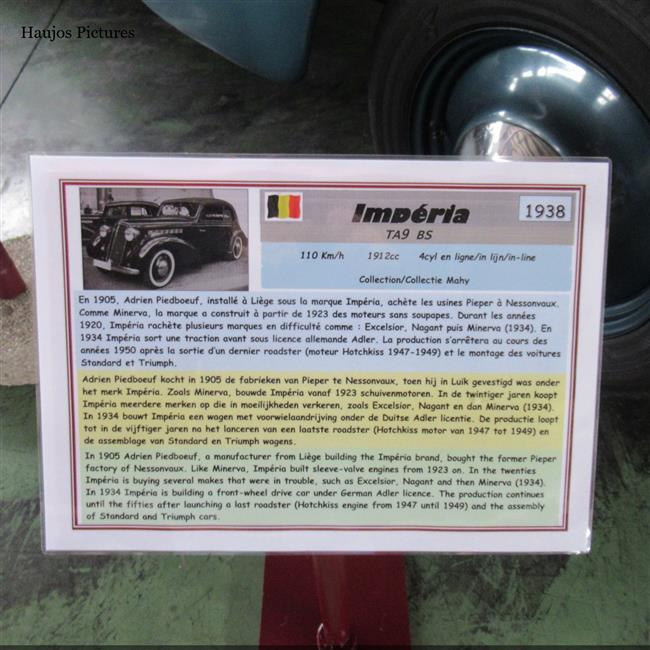 Haujos Pictures
Impéria
1938
TA9 BS
110 Km/h 1912cc 4cyl en ligne/in lijn/in-line
Collection/Collectie Mahy
En 1905, Adrien Piedboeuf, installé à Liège sous la marque Impéria, achète les usines Pieper à Nessonvaux.
Comme Minerva, la marque a construit à partir de 1923 des moteurs sans soupapes. Durant les années
1920, Impéria rachète plusieurs marques en difficulté comme : Excelsior, Nagant puis Minerva (1934). En
1934 Impéria sort une traction avant sous licence allemande Adler. La production s'arrêtera au cours des
années 1950 après la sortie d'un dernier roadster (moteur Hotchkiss 1947-1949) et le montage des voitures
Standard et Triumph.
Adrien Piedboeuf kocht in 1905 de fabrieken van Pieper te Nessonvaux, toen hij in Luik gevestigd was onder
het merk Impéria. Zoals Minerva, bouwde Impéria vanaf 1923 schuivenmotoren. In de twintiger jaren koopt
Impéria meerdere merken op die in moeilijkheden verkeren, zoals Excelsior, Nagant en dan Minerva (1934).
In 1934 bouwt Impéria een wagen met voorwielaandrijving onder de Duitse Adler licentie. De productie loopt
tot in de vijftiger jaren na het lanceren van een laatste roadster (Hotchkiss motor van 1947 tot 1949) en
de assemblage van Standard en Triumph wagens.
In 1905 Adrien Piedboeuf, a manufacturer from Liège building the Impéria brand, bought the former Pieper
factory of Nessonvaux. Like Minerva, Impéria built sleeve-valve engines from 1923 on. In the twenties
Impéria is buying several makes that were in trouble, such as Excelsior, Nagant and then Minerva (1934).
In 1934 Impéria is building a front-wheel drive car under German Adler licence. The production continues
until the fifties after launching a last roadster (Hotchkiss engine from 1947 until 1949) and the assembly
of Standard and Triumph cars.